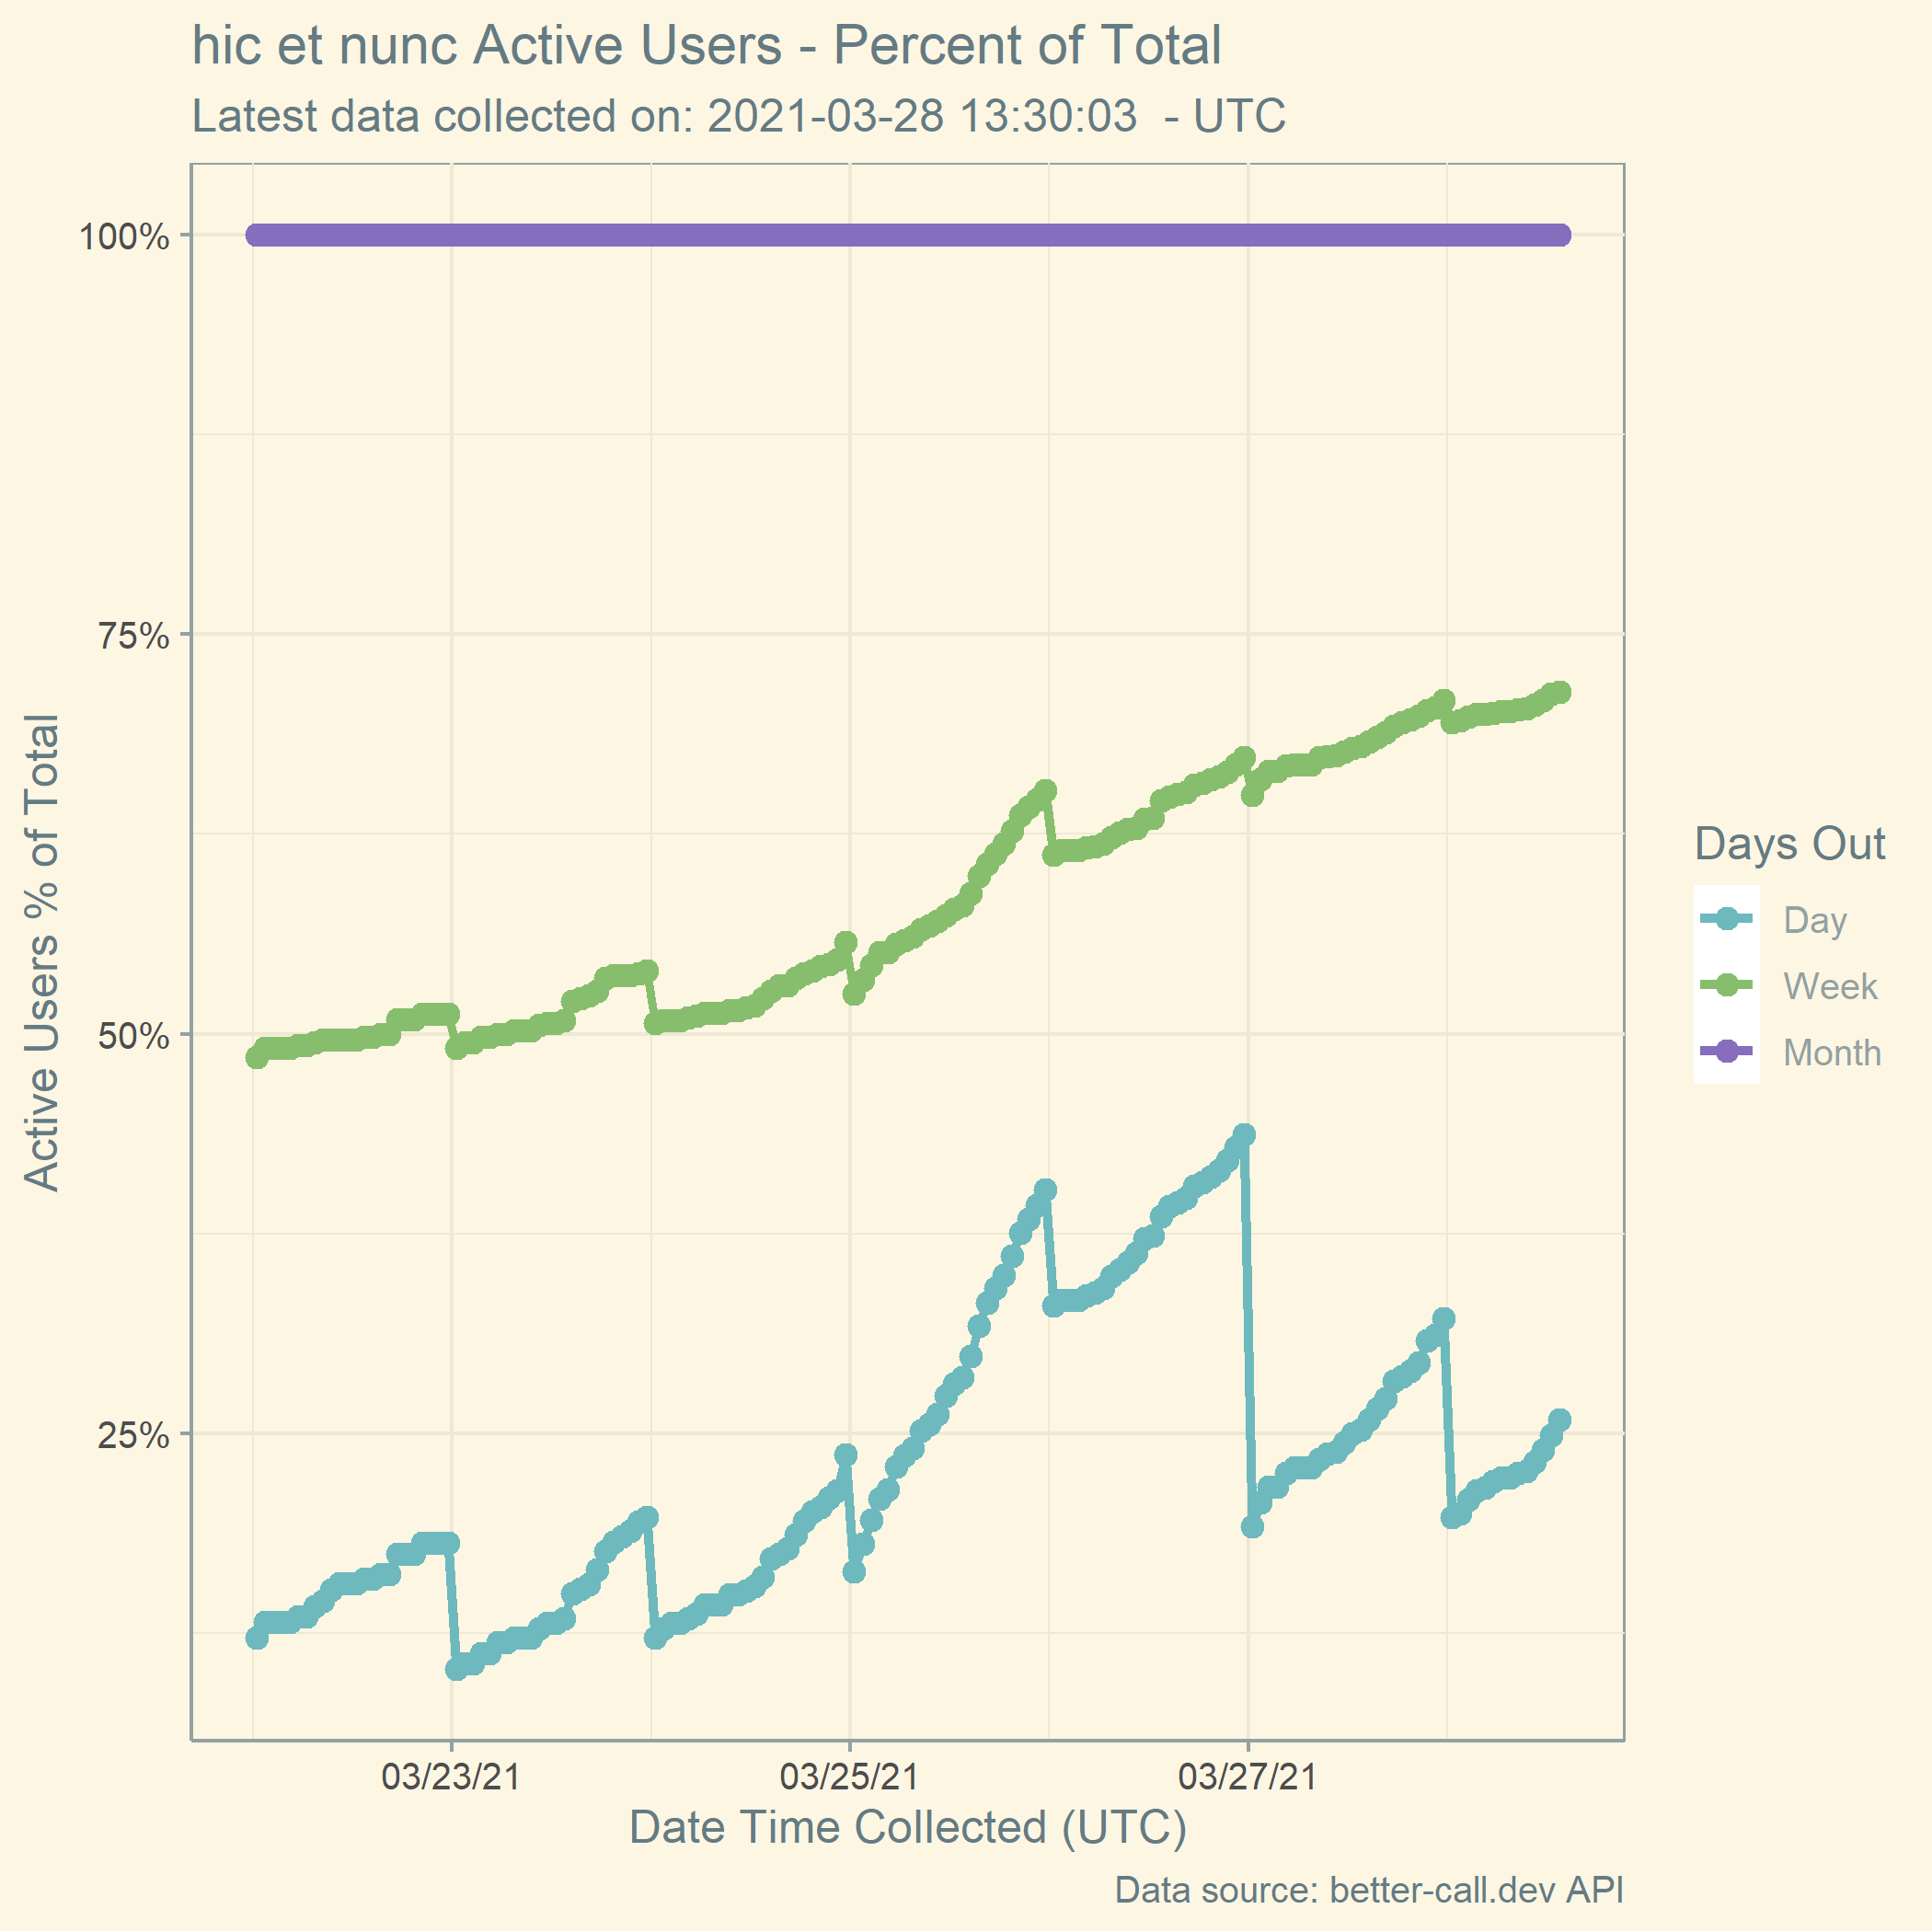 hic et nunc Active Users - Percent of Total
Latest data collected on: 2021-03-28 13:30:03  - UTC
Active Users % of Total
100%
75%
50%
25%
03/23/21
03/25/21
03/27/21
Date Time Collected (UTC)
Days Out
Day
Week
Month
Data source: better-call.dev API